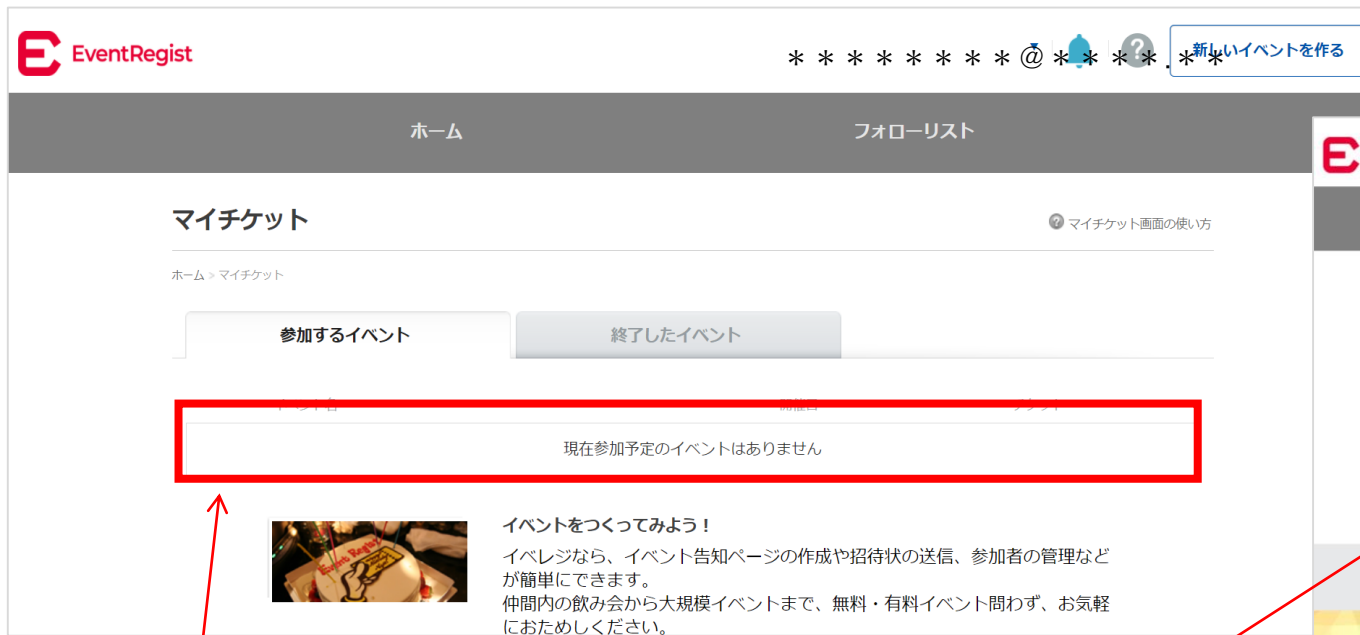 EventRegist
********@****.**
新しいイベントを作る
ホーム
フォローリスト
マイチケット
マイチケット画面の使い方
ホーム > マイチケット
参加するイベント
終了したイベント
現在参加予定のイベントはありません
イベントをつくってみよう！
イベレジなら、イベント告知ページの作成や招待状の送信、参加者の管理など
が簡単にできます。
仲間内の飲み会から大規模イベントまで、無料・有料イベント問わず、お気軽
におためしください。